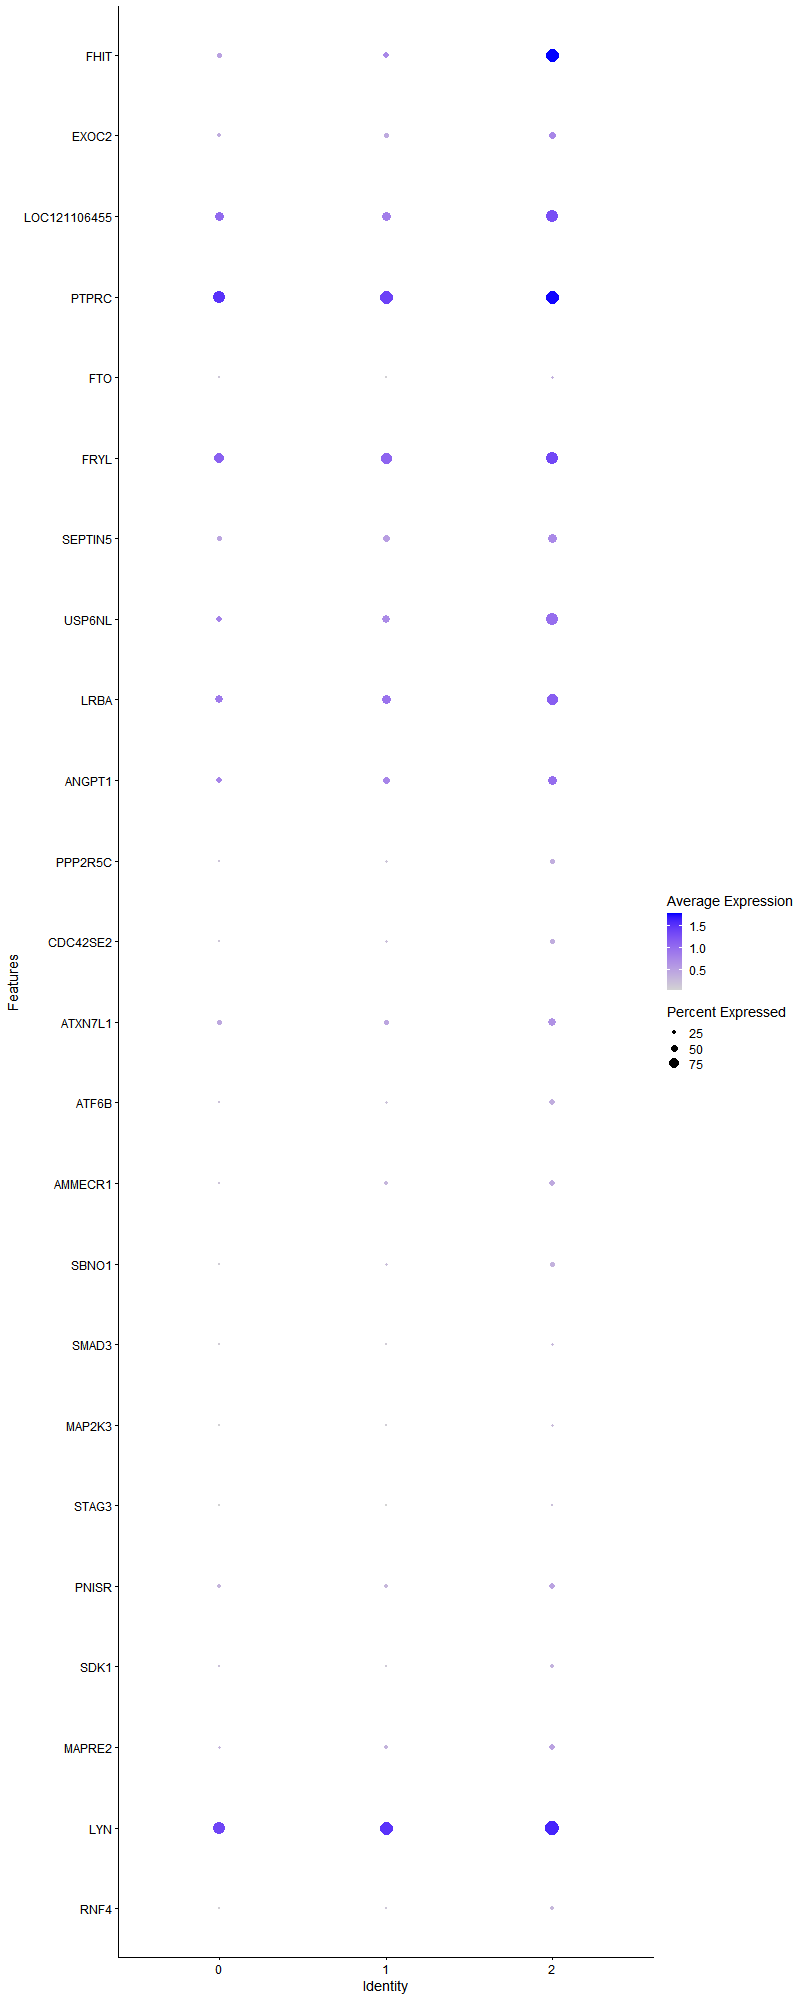 FHIT
EXOC2
LOC121106455
PTPRC
FTO
FRYL
SEPTIN5
USP6NL
LRBA
ANGPT1
PPP2R5C
CDC42SE2
ATXN7L1
ATF6B
AMMECR1
SBNO1
SMAD3
MAP2K3
STAG3
PNISR
SDK1
MAPRE2
LYN
RNF4
Features
0 1 2
Identity
Average Expression
1.5
1.0
0.5
Percent Expressed
25
50
75